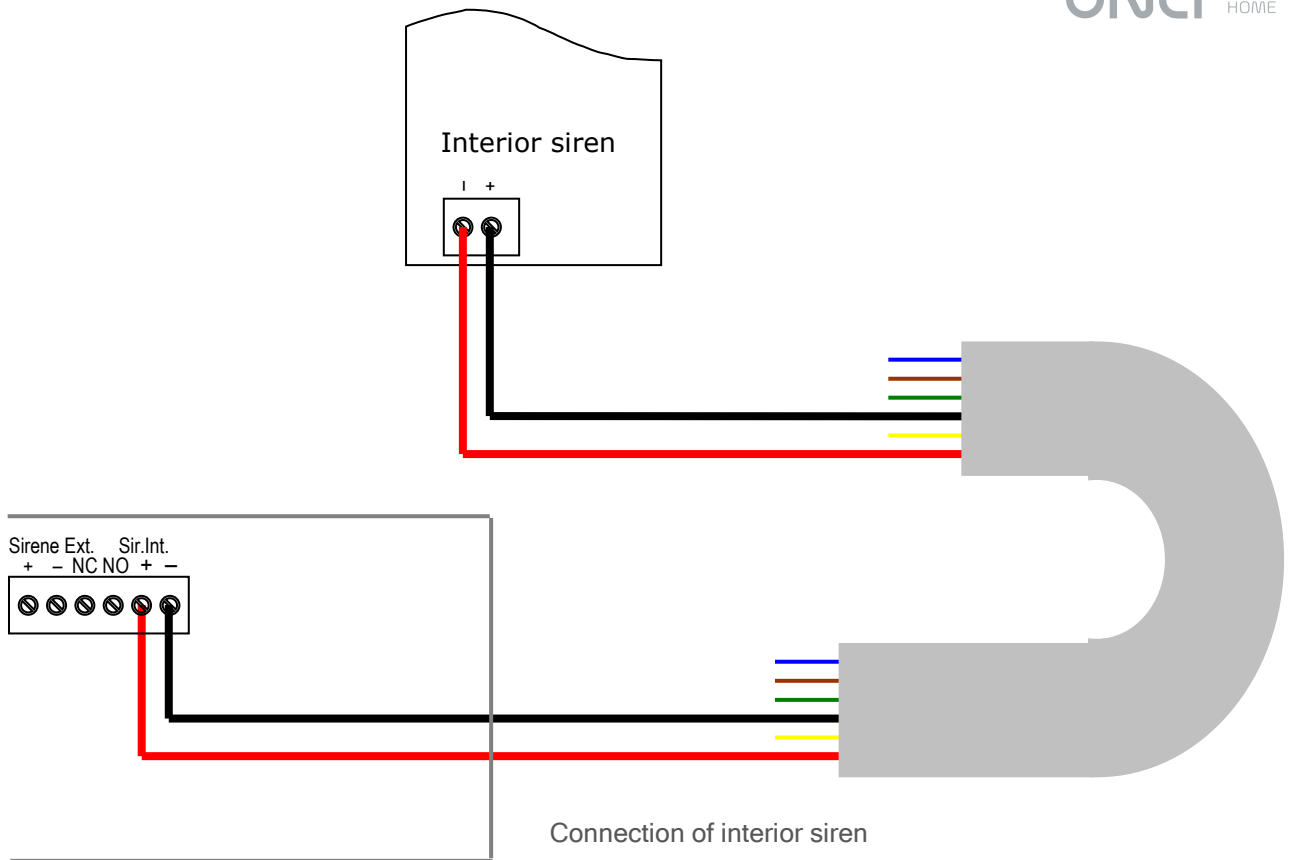 HOME
Interior siren
I +
Sirene Ext. Sir.Int.
+ – NC NO + –
Connection of interior siren